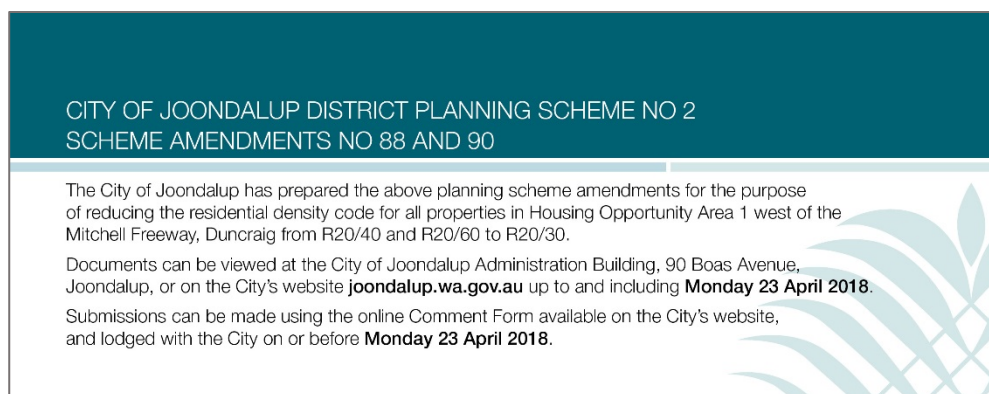 CITY OF JOONDALUP DISTRICT PLANNING SCHEME NO 2
SCHEME AMENDMENTS NO 88 AND 90
The City of Joondalup has prepared the above planning scheme amendments for the purpose
of reducing the residential density code for all properties in Housing Opportunity Area 1 west of the
Mitchell Freeway, Duncraig from R20/40 and R20/60 to R20/30.
Documents can be viewed at the City of Joondalup Administration Building, 90 Boas Avenue,
Joondalup, or on the City's website joondalup.wa.gov.au up to and including Monday 23 April 2018.
Submissions can be made using the online Comment Form available on the City's website,
and lodged with the City on or before Monday 23 April 2018.